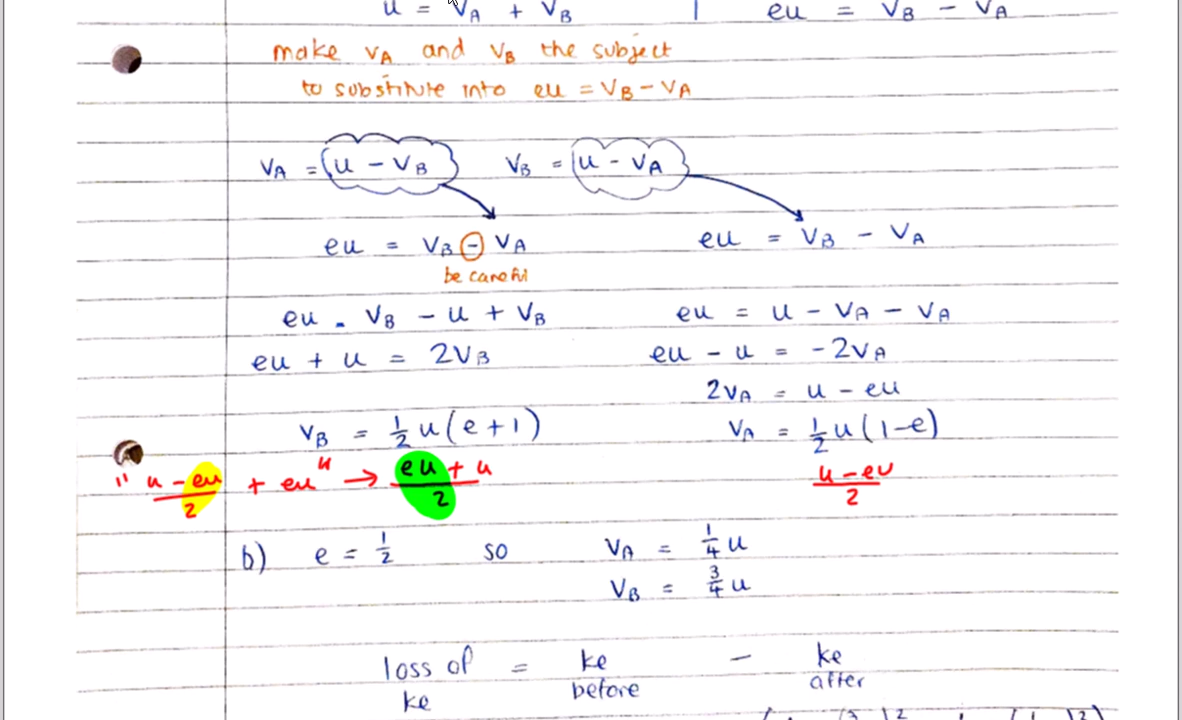 u = VA + VB | eu = VB − VA
make VA and VB the subject
to substitute into eu = VB − VA
VA = (u − VB) VB = (u − VA)
eu = VB − VA eu = VB − VA
be careful
eu = VB − u + VB eu = u − VA − VA
eu + u = 2VB eu − u = −2VA
2VA = u − eu
VB = ½u(e+1) VA = ½u(1−e)
" u − eu / 2 + eu " → eu + u / 2 u − eu / 2
b) e = ½ so VA = ¼u
VB = ¾u
loss of ke = ke before − ke after